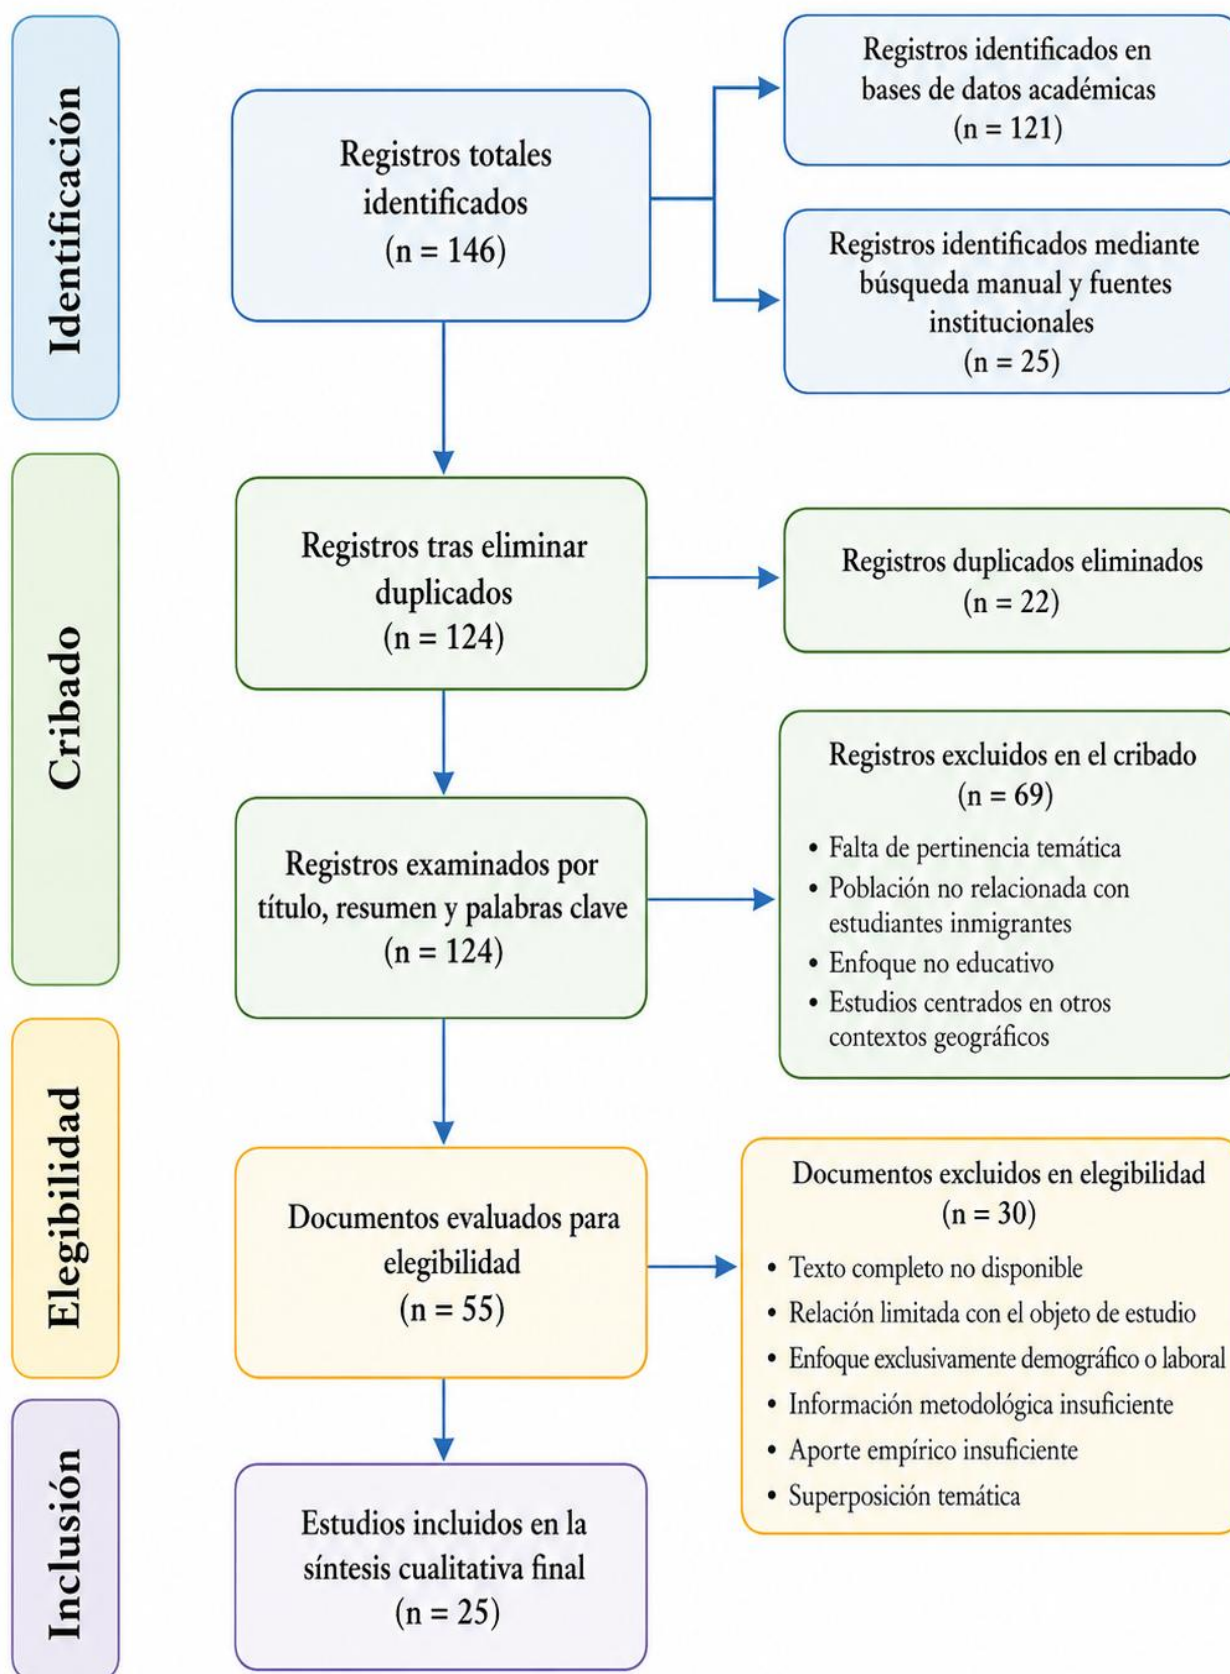 Identificación
Registros totales
identificados
(n = 146)
Registros identificados en
bases de datos académicas
(n = 121)
Registros identificados mediante
búsqueda manual y fuentes
institucionales
(n = 25)
Cribado
Registros tras eliminar
duplicados
(n = 124)
Registros duplicados eliminados
(n = 22)
Registros examinados por
título, resumen y palabras clave
(n = 124)
Registros excluidos en el cribado
(n = 69)
• Falta de pertinencia temática
• Población no relacionada con
estudiantes inmigrantes
• Enfoque no educativo
• Estudios centrados en otros
contextos geográficos
Elegibilidad
Documentos evaluados para
elegibilidad
(n = 55)
Documentos excluidos en elegibilidad
(n = 30)
• Texto completo no disponible
• Relación limitada con el objeto de estudio
• Enfoque exclusivamente demográfico o laboral
• Información metodológica insuficiente
• Aporte empírico insuficiente
• Superposición temática
Inclusión
Estudios incluidos en la
síntesis cualitativa final
(n = 25)